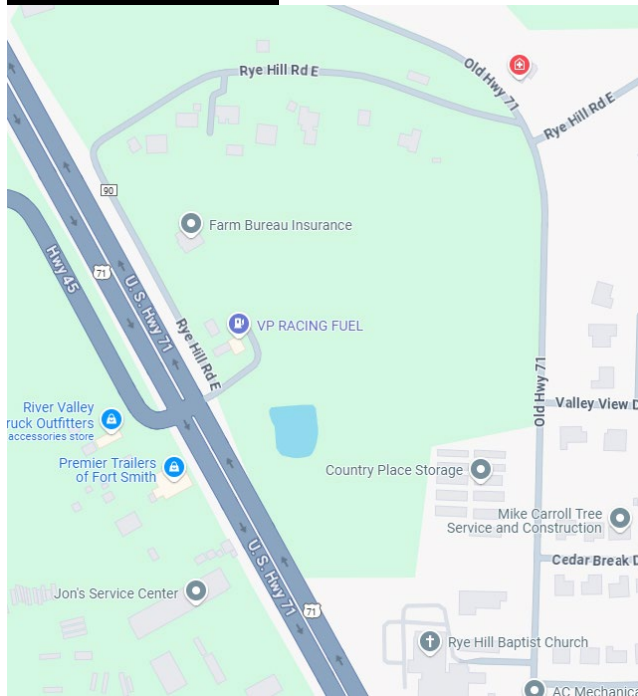 Rye Hill Rd E
Old Hwy 71
Rye Hill Rd E
90
Farm Bureau Insurance
Hwy 45
71
U. S. Hwy 71
VP RACING FUEL
Rye Hill Rd E
Old Hwy 71
Valley View D
River Valley
ruck Outfitters
accessories store
Premier Trailers
of Fort Smith
Country Place Storage
Mike Carroll Tree
Service and Construction
Cedar Break D
U. S. Hwy 71
Jon's Service Center
71
Rye Hill Baptist Church
AC Mechanica